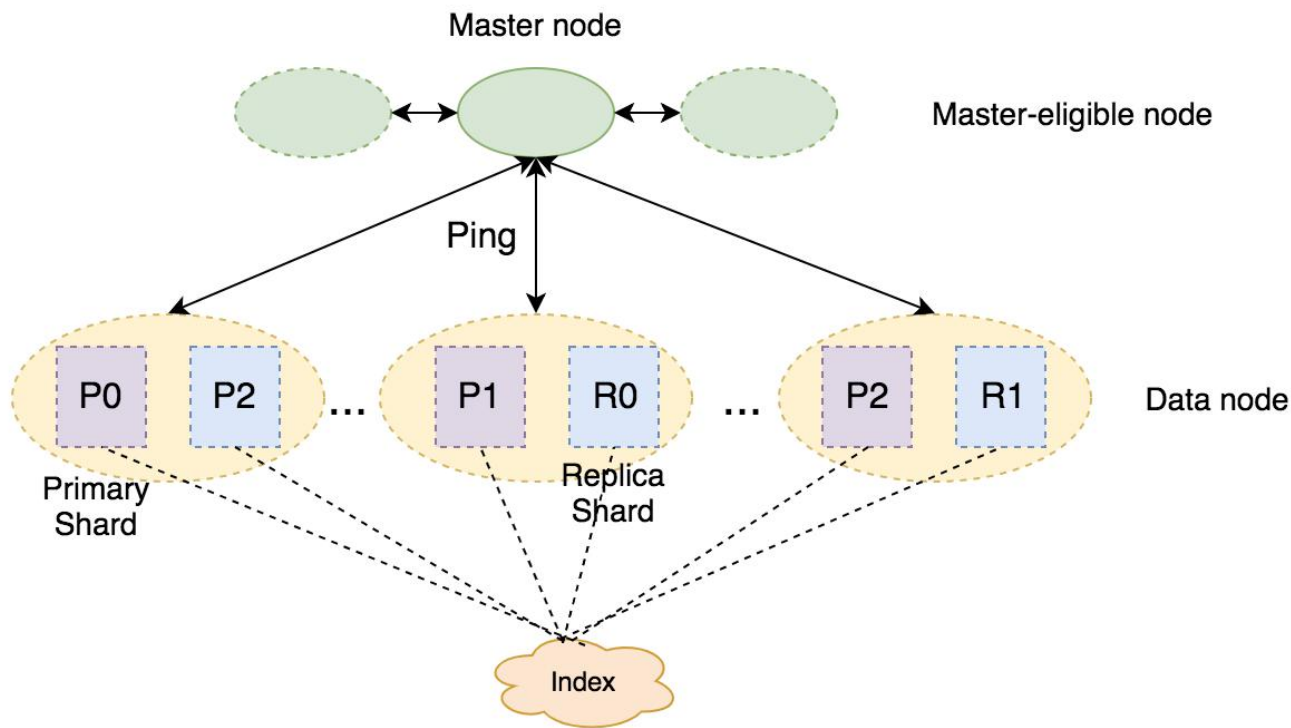 Master node
Master-eligible node
Ping
P0
P2
...
P1
R0
...
P2
R1
Data node
Primary
Shard
Replica
Shard
Index